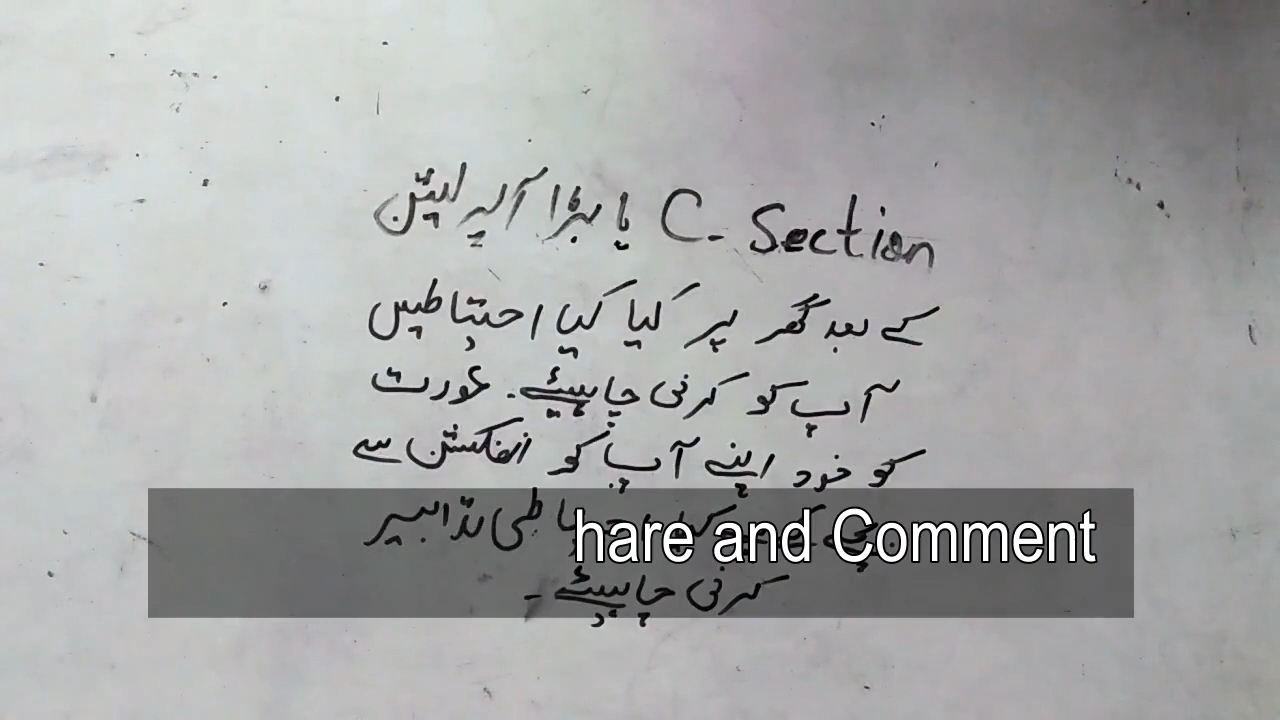 C-Section یا بڑا آپریشن
کے بعد گھر پر کیا کیا احتیاطیں
آپ کو کرنی چاہیئے۔ عورت
کو خود اپنے آپ کو انفکشن سے
تدابیر
hare and Comment
کرنی چاہیئے۔